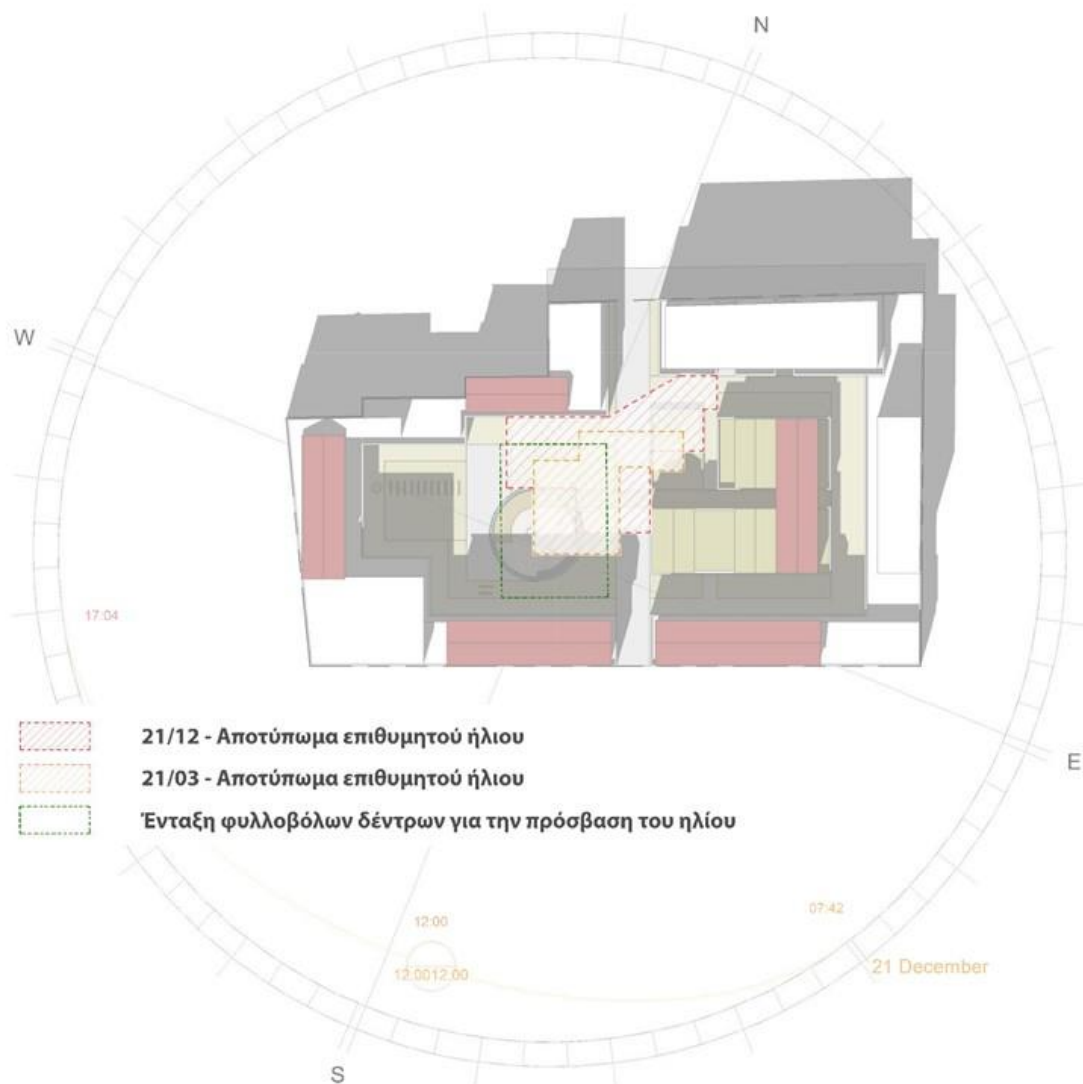 N
W
17:04
21/12 - Αποτύπωμα επιθυμητού ήλιου
21/03 - Αποτύπωμα επιθυμητού ήλιου
Ένταξη φυλλοβόλων δέντρων για την πρόσβαση του ηλίου
E
12:00
07:42
12.0012.00
21 December
S